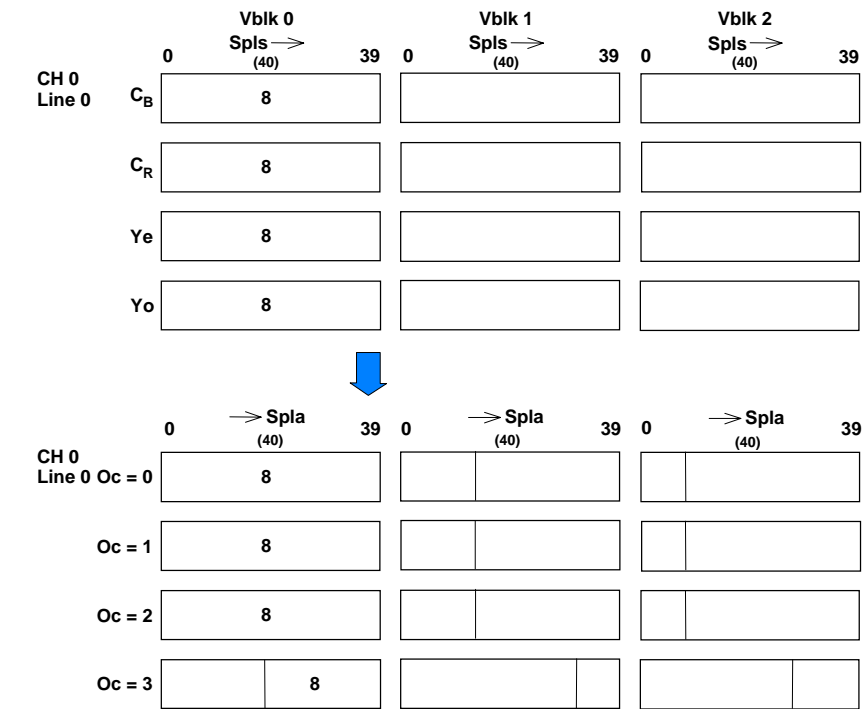 Vblk 0 Vblk 1 Vblk 2
Spls Spls Spls
0 (40) 39 0 (40) 39 0 (40) 39
CH 0
Line 0 CB 8
CR 8
Ye 8
Yo 8
Spla Spla Spla
0 (40) 39 0 (40) 39 0 (40) 39
CH 0
Line 0 Oc = 0 8
Oc = 1 8
Oc = 2 8
Oc = 3 8